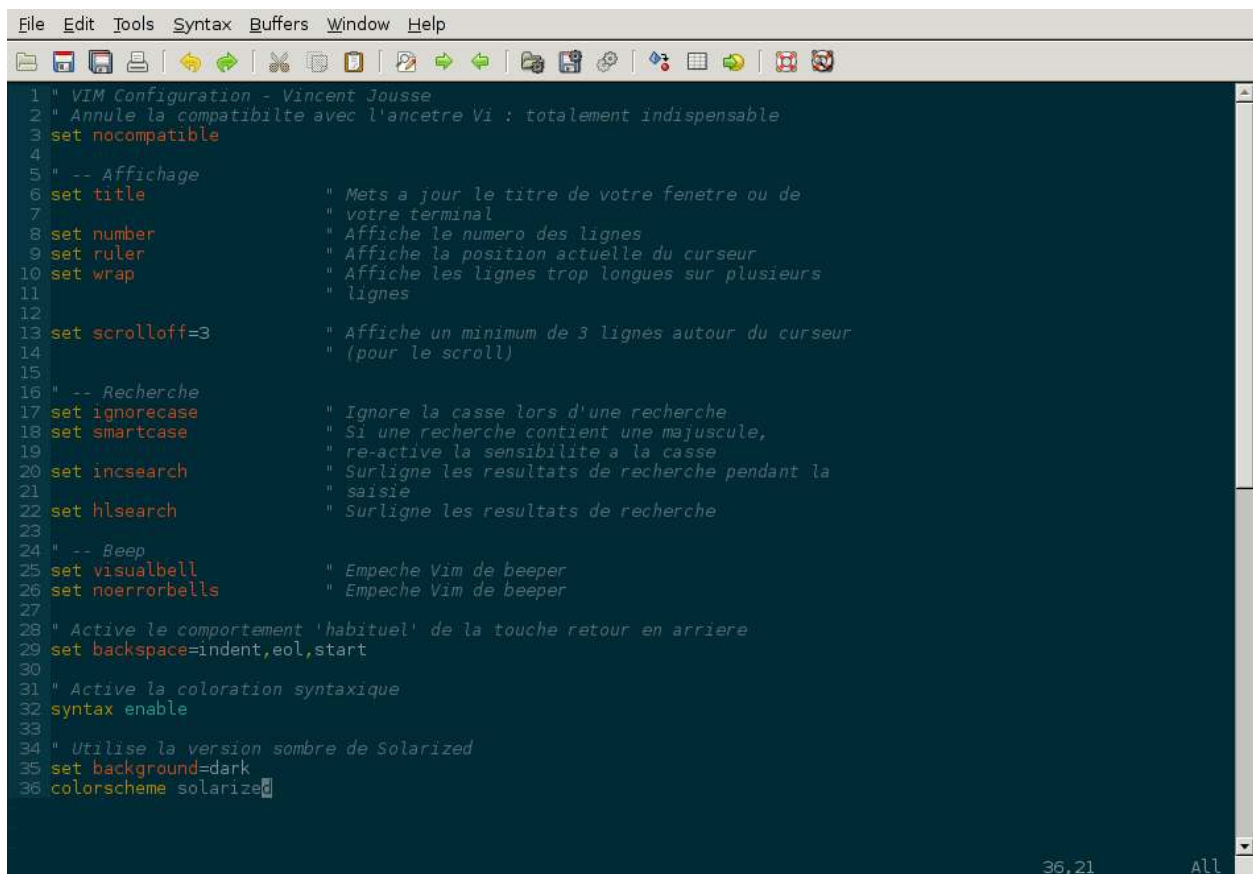 File Edit Tools Syntax Buffers Window Help
1 " VIM Configuration - Vincent Jousse
2 " Annule la compatibilte avec l'ancetre Vi : totalement indispensable
3 set nocompatible
4
5 " -- Affichage
6 set title " Mets a jour le titre de votre fenetre ou de
7 " votre terminal
8 set number " Affiche le numero des lignes
9 set ruler " Affiche la position actuelle du curseur
10 set wrap " Affiche les lignes trop longues sur plusieurs
11 " lignes
12
13 set scrolloff=3 " Affiche un minimum de 3 lignes autour du curseur
14 " (pour le scroll)
15
16 " -- Recherche
17 set ignorecase " Ignore la casse lors d'une recherche
18 set smartcase " Si une recherche contient une majuscule,
19 " re-active la sensibilite a la casse
20 set incsearch " Surligne les resultats de recherche pendant la
21 " saisie
22 set hlsearch " Surligne les resultats de recherche
23
24 " -- Beep
25 set visualbell " Empeche Vim de beeper
26 set noerrorbells " Empeche Vim de beeper
27
28 " Active le comportement 'habituel' de la touche retour en arriere
29 set backspace=indent,eol,start
30
31 " Active la coloration syntaxique
32 syntax enable
33
34 " Utilise la version sombre de Solarized
35 set background=dark
36 colorscheme solarized
36,21 All